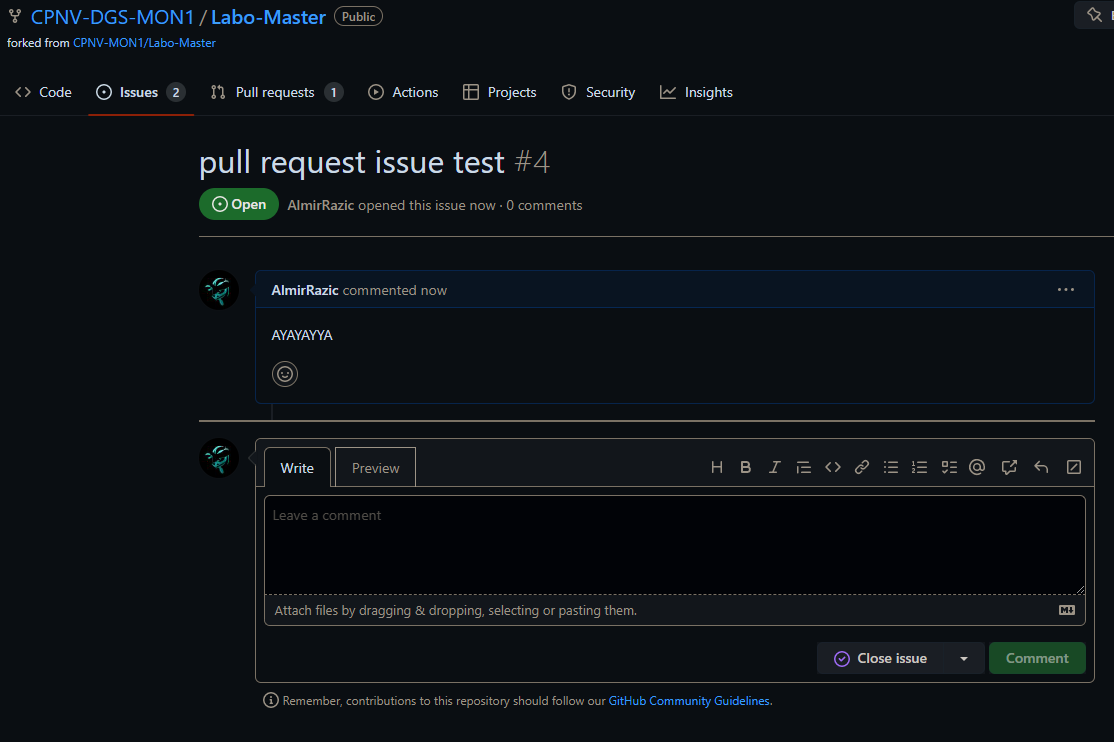 CPNV-DGS-MON1 / Labo-Master Public
forked from CPNV-MON1/Labo-Master
Code Issues 2 Pull requests 1 Actions Projects Security Insights
pull request issue test #4
Open AlmirRazic opened this issue now · 0 comments
AlmirRazic commented now
AYAYAYYA
Write Preview
Leave a comment
Attach files by dragging & dropping, selecting or pasting them.
Close issue Comment
Remember, contributions to this repository should follow our GitHub Community Guidelines.